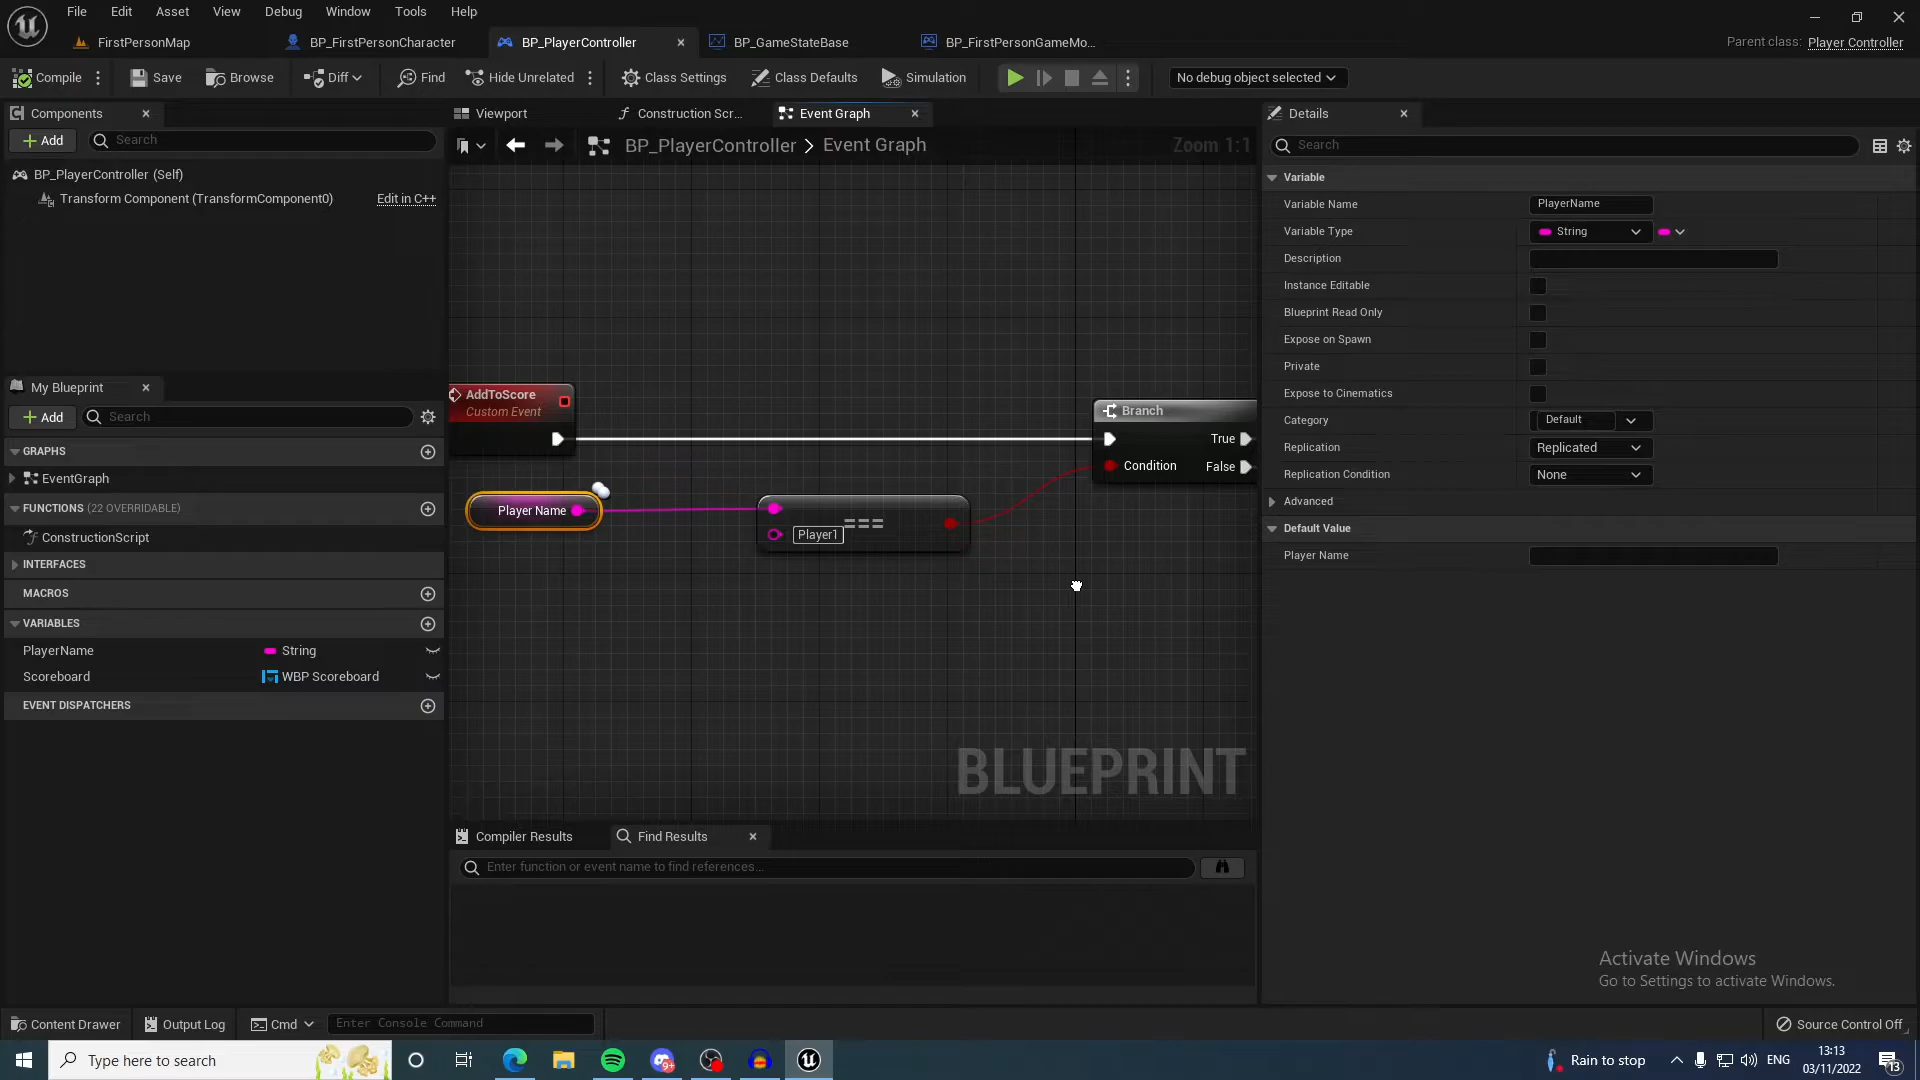 File Edit Asset View Debug Window Tools Help
FirstPersonMap BP_FirstPersonCharacter BP_PlayerController BP_GameStateBase BP_FirstPersonGameMo...
Parent class: Player Controller
Compile Save Browse Diff Find Hide Unrelated Class Settings Class Defaults Simulation No debug object selected
Components
Add Search
BP_PlayerController (Self)
Transform Component (TransformComponent0) Edit in C++
My Blueprint
Add Search
GRAPHS
EventGraph
FUNCTIONS (22 OVERRIDABLE)
ConstructionScript
INTERFACES
MACROS
VARIABLES
PlayerName String
Scoreboard WBP Scoreboard
EVENT DISPATCHERS
Viewport Construction Scr... Event Graph
BP_PlayerController > Event Graph Zoom 1:1
AddToScore
Custom Event
Branch
True
Condition False
Player Name
===
Player1
BLUEPRINT
Compiler Results Find Results
Enter function or event name to find references...
Details
Search
Variable
Variable Name PlayerName
Variable Type String
Description
Instance Editable
Blueprint Read Only
Expose on Spawn
Private
Expose to Cinematics
Category Default
Replication Replicated
Replication Condition None
Advanced
Default Value
Player Name
Activate Windows
Go to Settings to activate Windows.
Content Drawer Output Log Cmd Enter Console Command Source Control Off
Type here to search
9+
Rain to stop ENG
13:13
03/11/2022
13